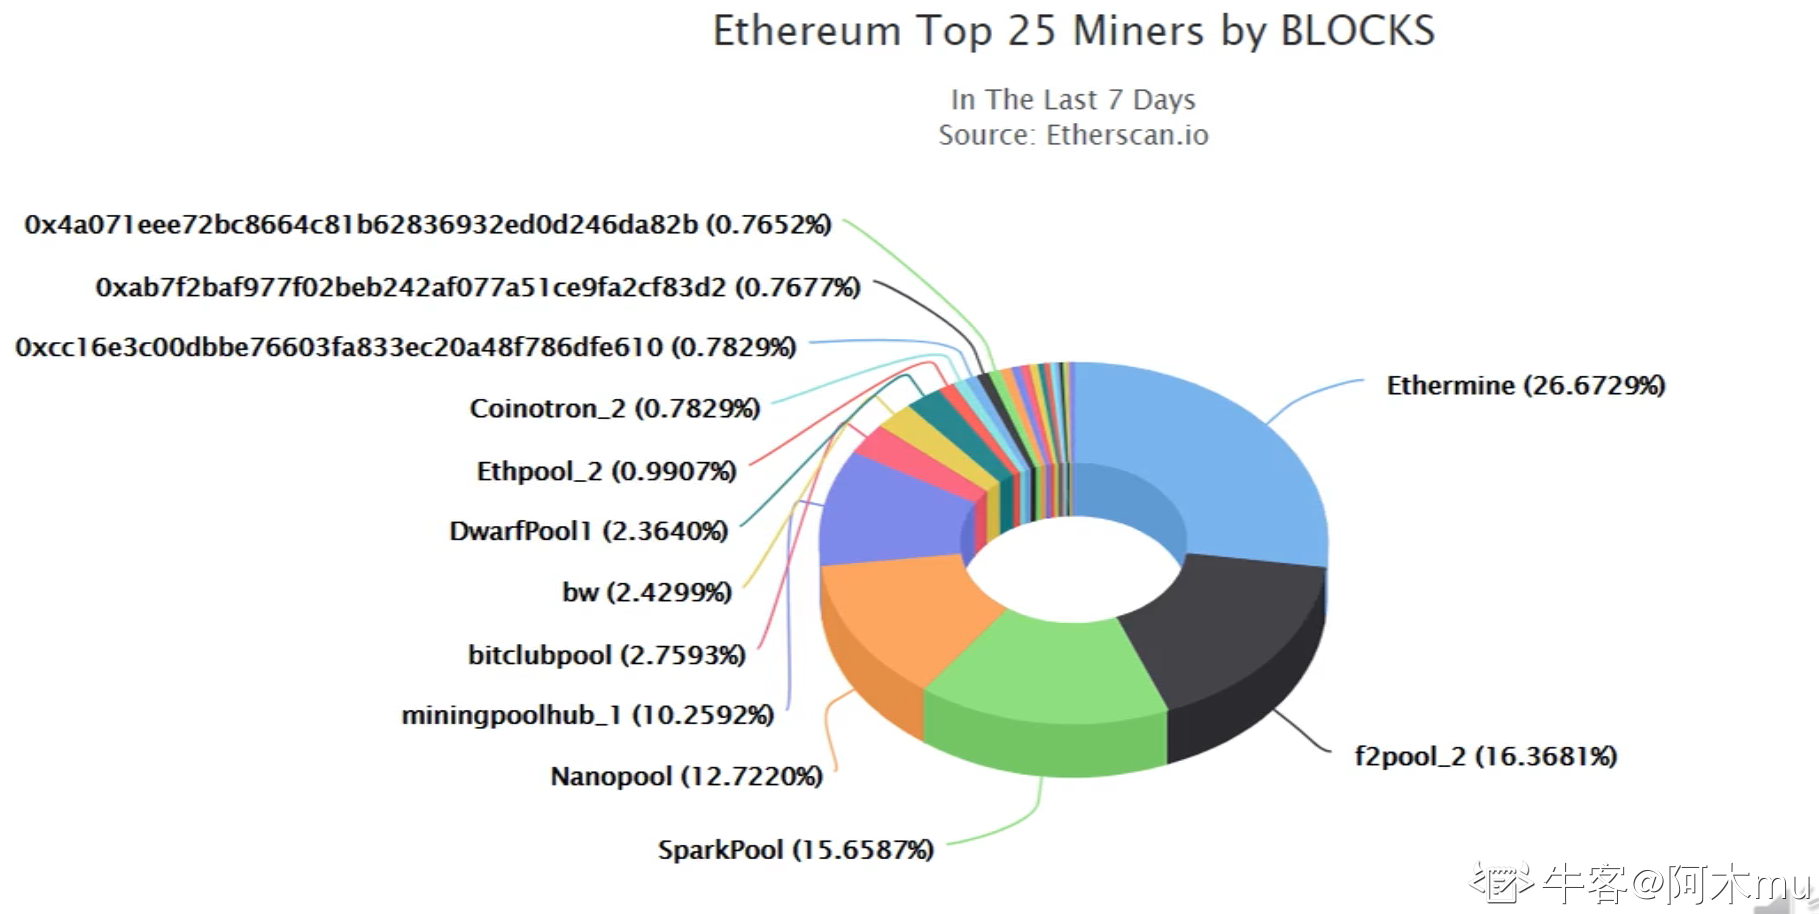 Ethereum Top 25 Miners by BLOCKS
In The Last 7 Days
Source: Etherscan.io
0x4a071eee72bc8664c81b62836932ed0d246da82b (0.7652%)
0xab7f2baf977f02beb242af077a51ce9fa2cf83d2 (0.7677%)
0xcc16e3c00dbbe76603fa833ec20a48f786dfe610 (0.7829%)
Coinotron_2 (0.7829%)
Ethpool_2 (0.9907%)
DwarfPool1 (2.3640%)
bw (2.4299%)
bitclubpool (2.7593%)
miningpoolhub_1 (10.2592%)
Nanopool (12.7220%)
SparkPool (15.6587%)
Ethermine (26.6729%)
f2pool_2 (16.3681%)
牛客@阿木mu